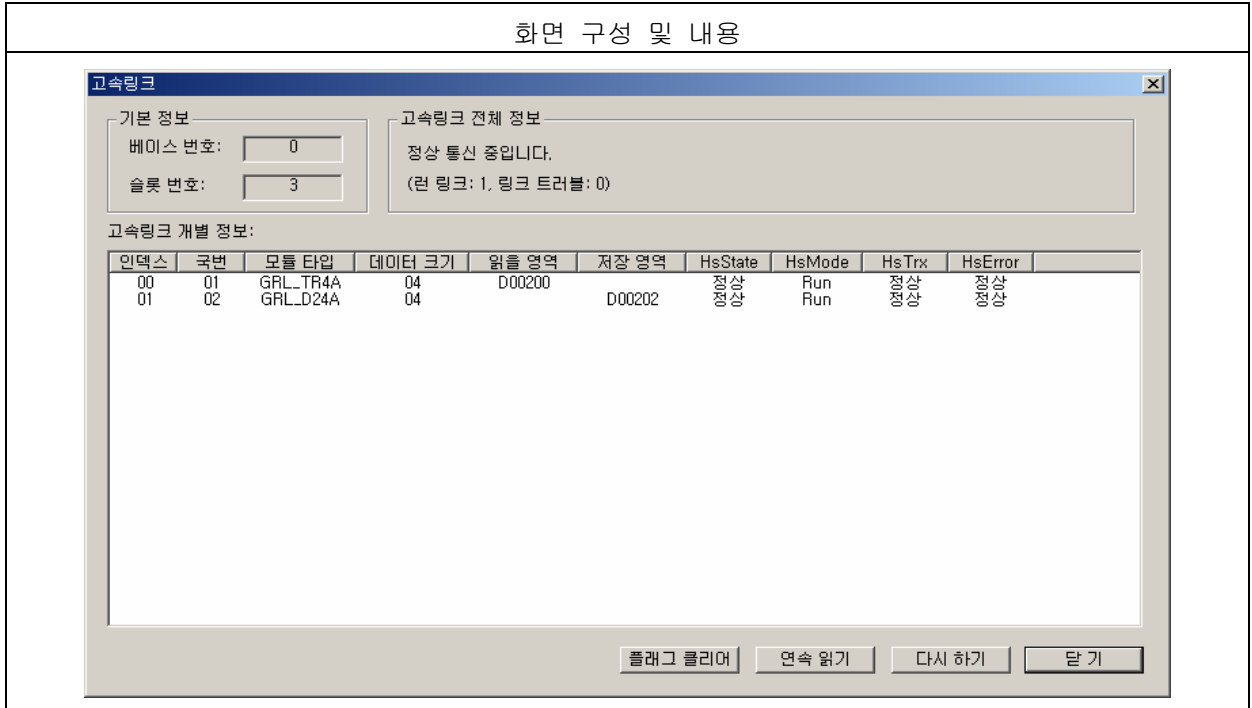 화면 구성 및 내용
고속링크
기본 정보
베이스 번호: 0
슬롯 번호: 3
고속링크 전체 정보
정상 통신 중입니다.
(런 링크: 1, 링크 트러블: 0)
고속링크 개별 정보:
인덱스 국번 모듈 타입 데이터 크기 읽을 영역 저장 영역 HsState HsMode HsTrx HsError
00 01 GRL_TR4A 04 D00200 정상 Run 정상 정상
01 02 GRL_D24A 04 D00202 정상 Run 정상 정상
플래그 클리어 연속 읽기 다시 하기 닫 기